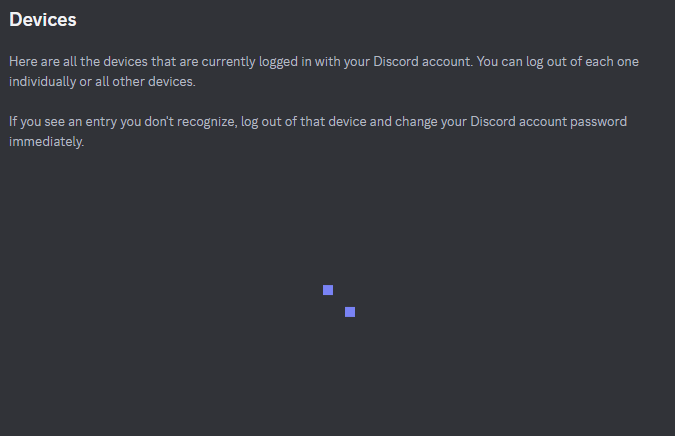 Devices
Here are all the devices that are currently logged in with your Discord account. You can log out of each one
individually or all other devices.
If you see an entry you don't recognize, log out of that device and change your Discord account password
immediately.